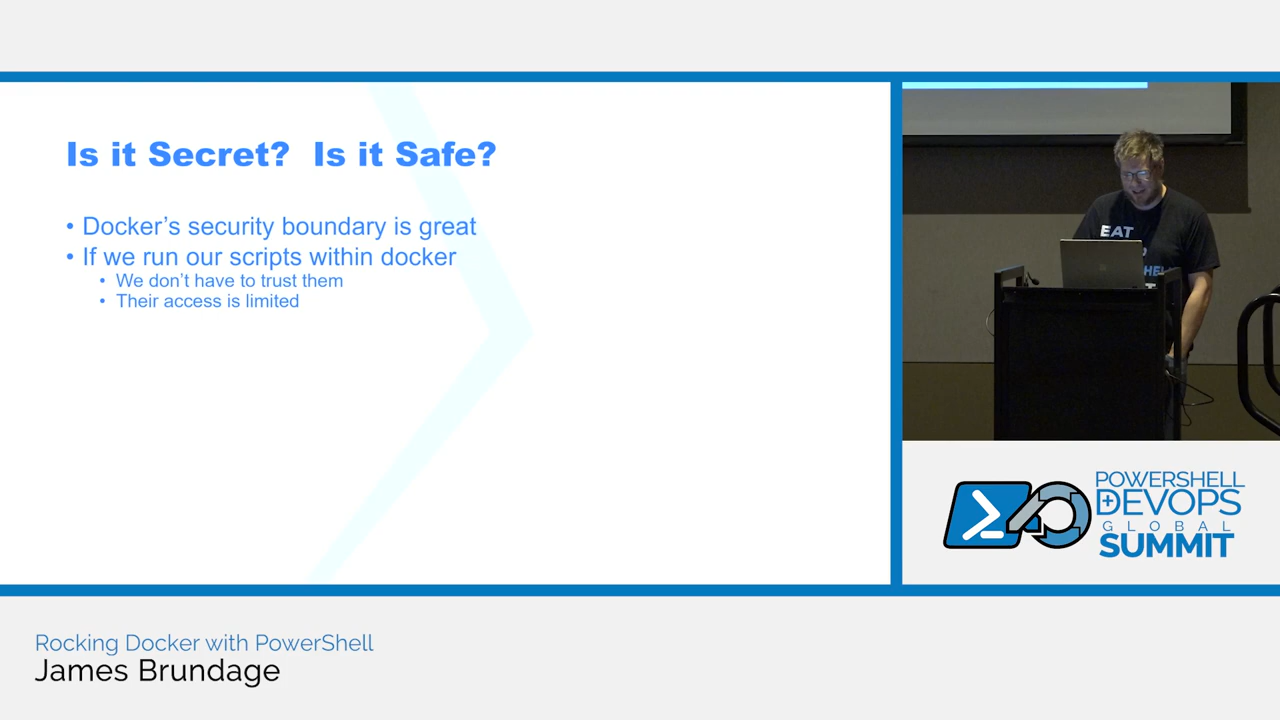 Is it Secret? Is it Safe?
• Docker’s security boundary is great
• If we run our scripts within docker
• We don’t have to trust them
• Their access is limited
EAT
POWERSHELL
+DEVOPS
GLOBAL
SUMMIT
Rocking Docker with PowerShell
James Brundage